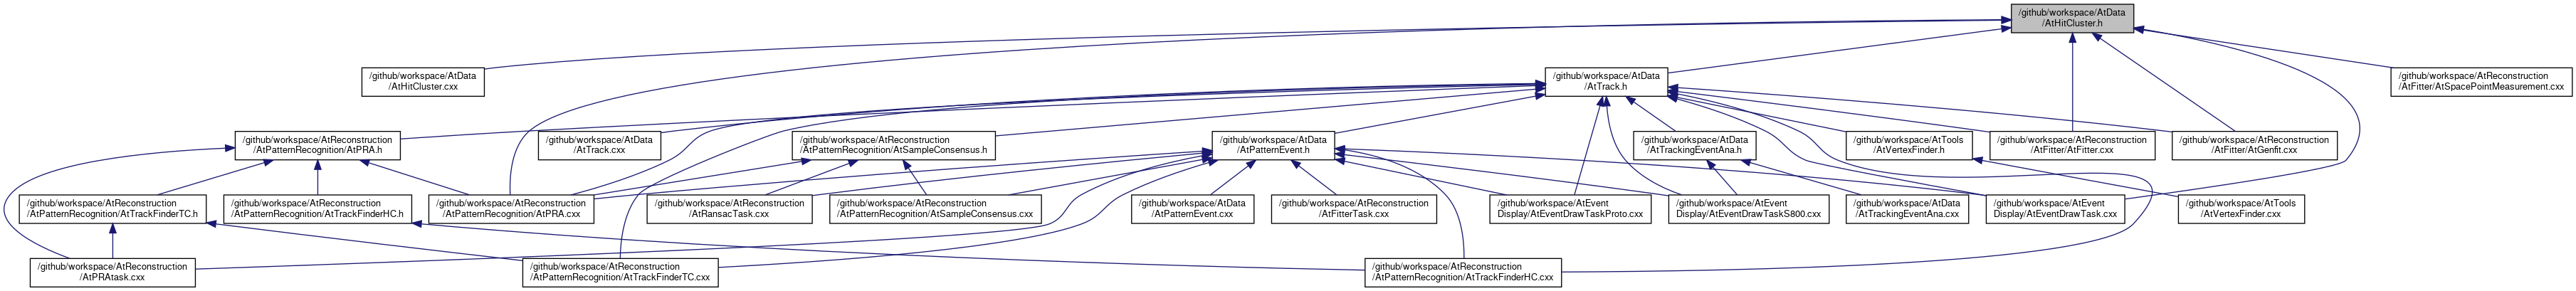 /github/workspace/AtData
/AtHitCluster.h
/github/workspace/AtData
/AtHitCluster.cxx
/github/workspace/AtData
/AtTrack.h
/github/workspace/AtReconstruction
/AtFitter/AtSpacePointMeasurement.cxx
/github/workspace/AtReconstruction
/AtPatternRecognition/AtPRA.h
/github/workspace/AtData
/AtTrack.cxx
/github/workspace/AtReconstruction
/AtPatternRecognition/AtSampleConsensus.h
/github/workspace/AtData
/AtPatternEvent.h
/github/workspace/AtData
/AtTrackingEventAna.h
/github/workspace/AtTools
/AtVertexFinder.h
/github/workspace/AtReconstruction
/AtFitter/AtFitter.cxx
/github/workspace/AtReconstruction
/AtFitter/AtGenfit.cxx
/github/workspace/AtReconstruction
/AtPatternRecognition/AtTrackFinderTC.h
/github/workspace/AtReconstruction
/AtPatternRecognition/AtTrackFinderHC.h
/github/workspace/AtReconstruction
/AtPatternRecognition/AtPRA.cxx
/github/workspace/AtReconstruction
/AtRansacTask.cxx
/github/workspace/AtReconstruction
/AtPatternRecognition/AtSampleConsensus.cxx
/github/workspace/AtData
/AtPatternEvent.cxx
/github/workspace/AtReconstruction
/AtFitterTask.cxx
/github/workspace/AtEvent
Display/AtEventDrawTaskProto.cxx
/github/workspace/AtEvent
Display/AtEventDrawTaskS800.cxx
/github/workspace/AtData
/AtTrackingEventAna.cxx
/github/workspace/AtEvent
Display/AtEventDrawTask.cxx
/github/workspace/AtTools
/AtVertexFinder.cxx
/github/workspace/AtReconstruction
/AtPRAtask.cxx
/github/workspace/AtReconstruction
/AtPatternRecognition/AtTrackFinderTC.cxx
/github/workspace/AtReconstruction
/AtPatternRecognition/AtTrackFinderHC.cxx